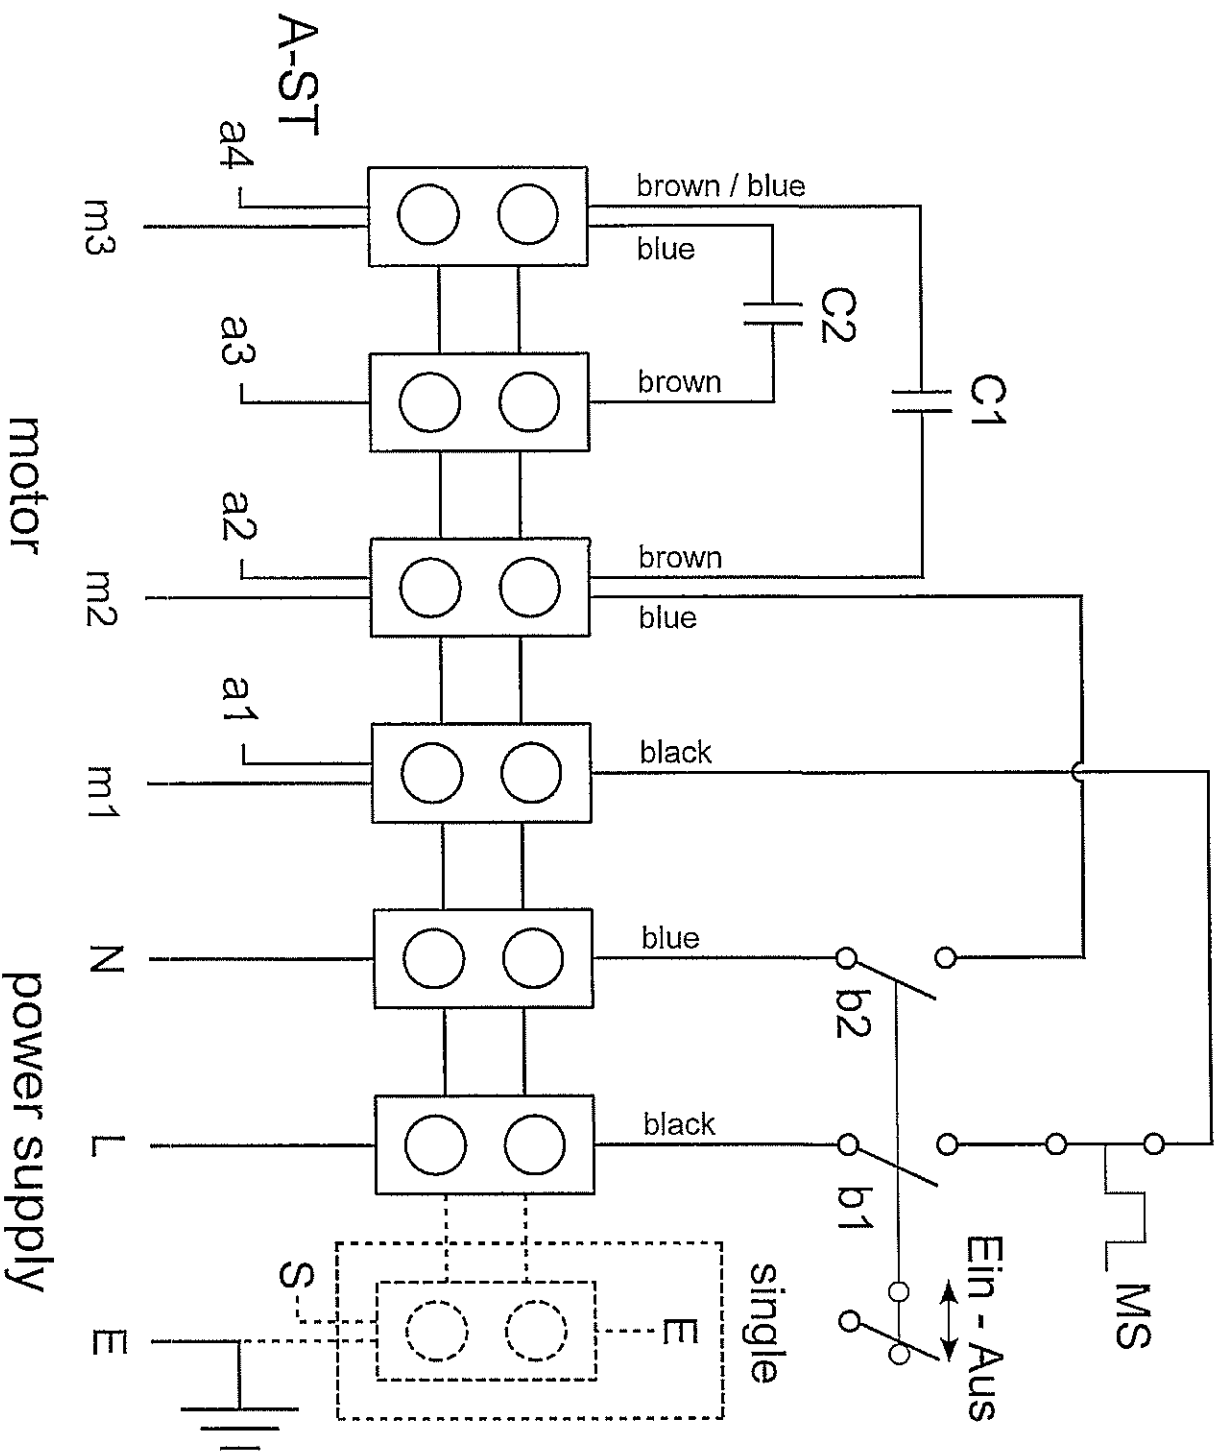 A-ST
a4
m3
a3
a2
m2
a1
m1
N
L
E
S
motor
power supply
brown / blue
blue
brown
brown
blue
black
blue
black
C2
C1
b2
b1
Ein - Aus
MS
single
E